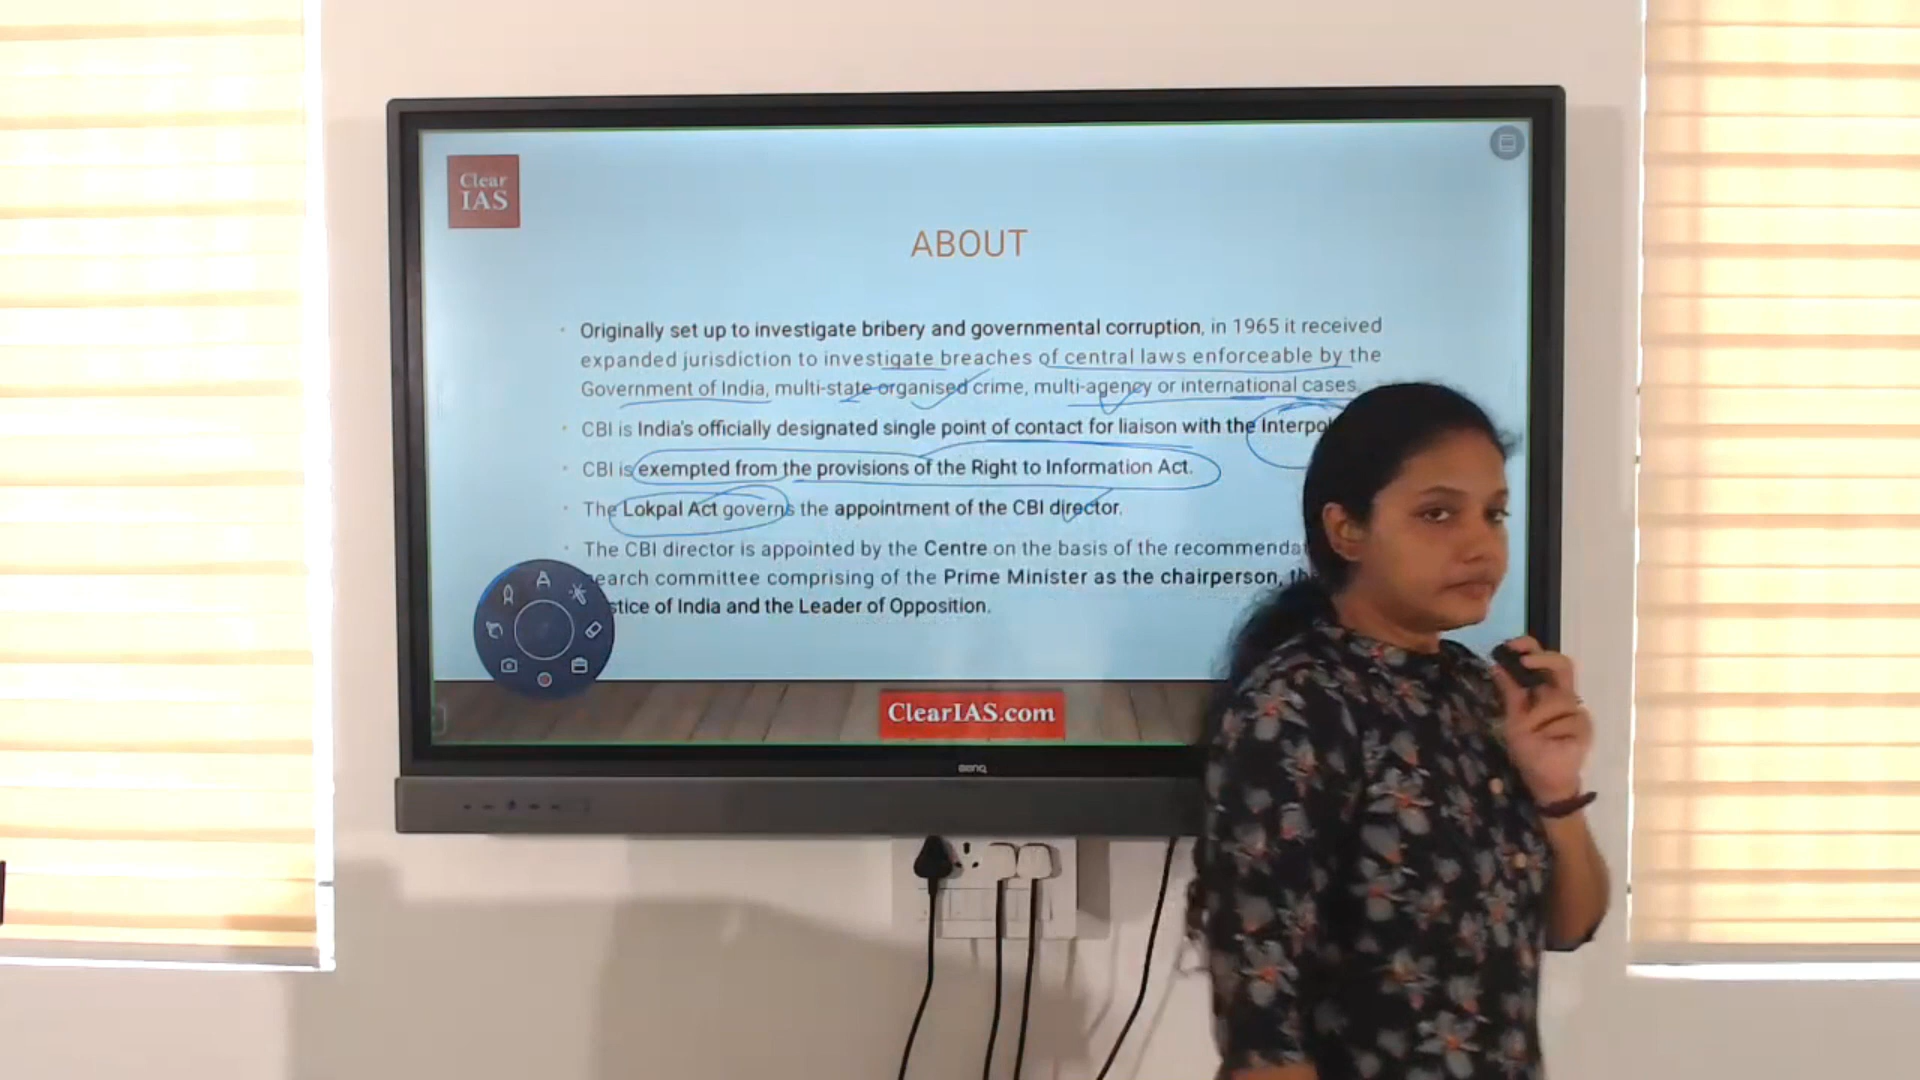 Clear
IAS
ABOUT
Originally set up to investigate bribery and governmental corruption, in 1965 it received
expanded jurisdiction to investigate breaches of central laws enforceable by the
Government of India, multi-state organised crime, multi-agency or international cases.
CBI is India's officially designated single point of contact for liaison with the
CBI is exempted from the provisions of the Right to Information Act.
The Lokpal Act governs the appointment of the CBI director.
The CBI director is appointed by the Centre on the basis of the
committee comprising of the Prime Minister as the chairperson,
of India and the Leader of Opposition.
ClearIAS.com
BenQ